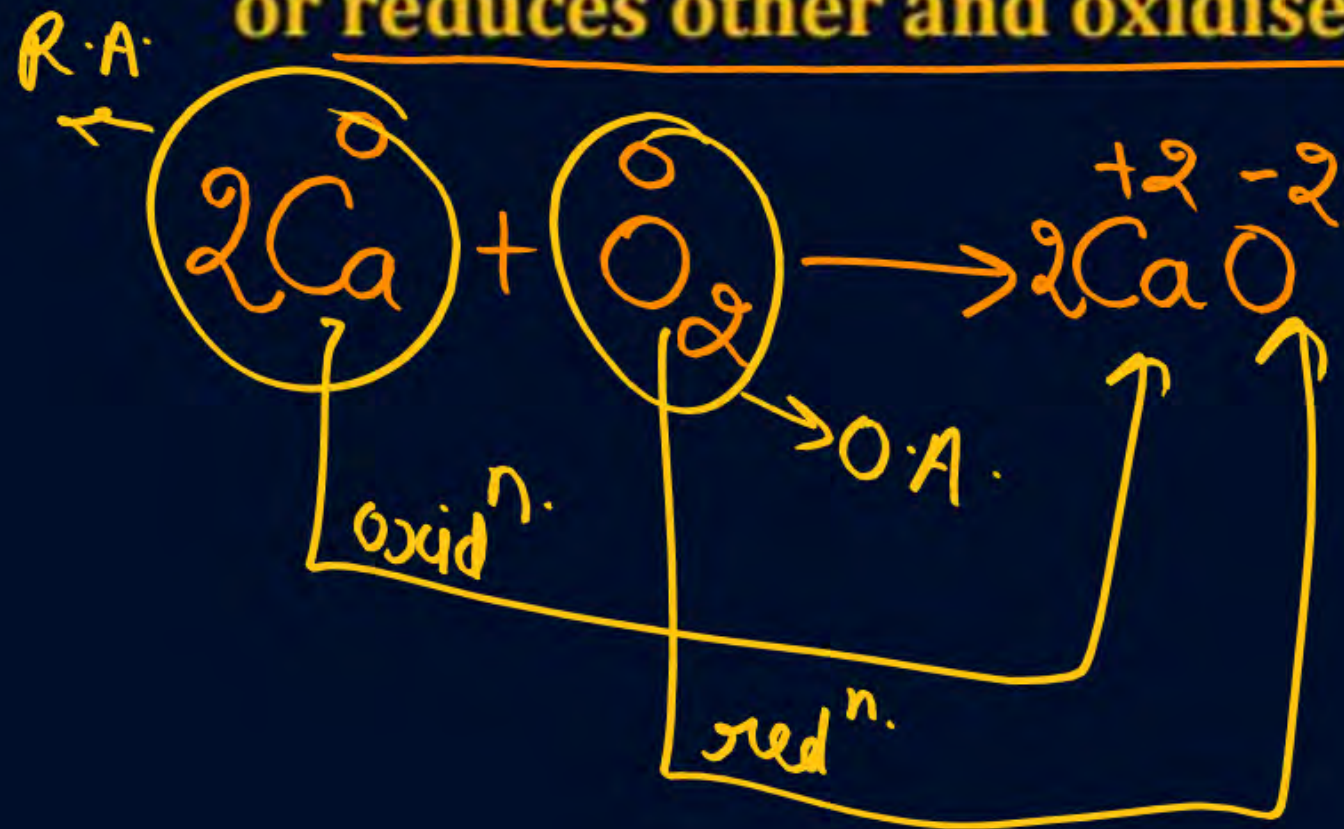 or reduces other and oxidise
R.A.
0 0 +2 -2
2Ca + O2 → 2CaO
O.A.
oxidⁿ.
redⁿ.